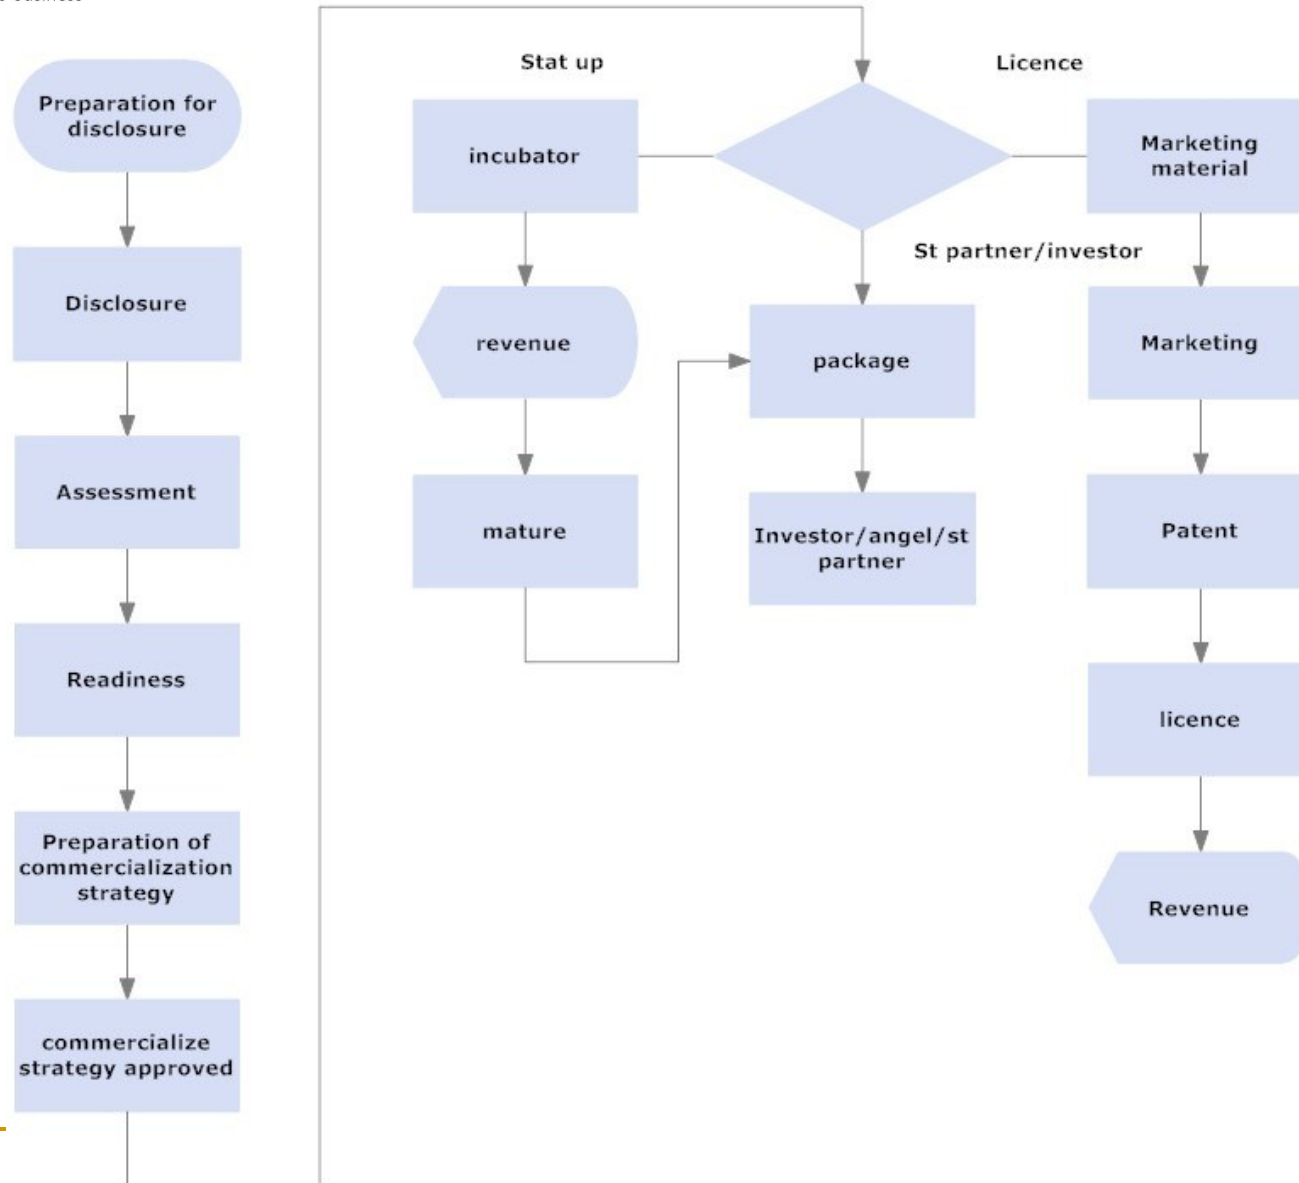 Preparation for
disclosure
Disclosure
Assessment
Readiness
Preparation of
commercialization
strategy
commercialize
strategy approved
Stat up
incubator
revenue
mature
St partner/investor
package
Investor/angel/st
partner
Licence
Marketing
material
Marketing
Patent
licence
Revenue